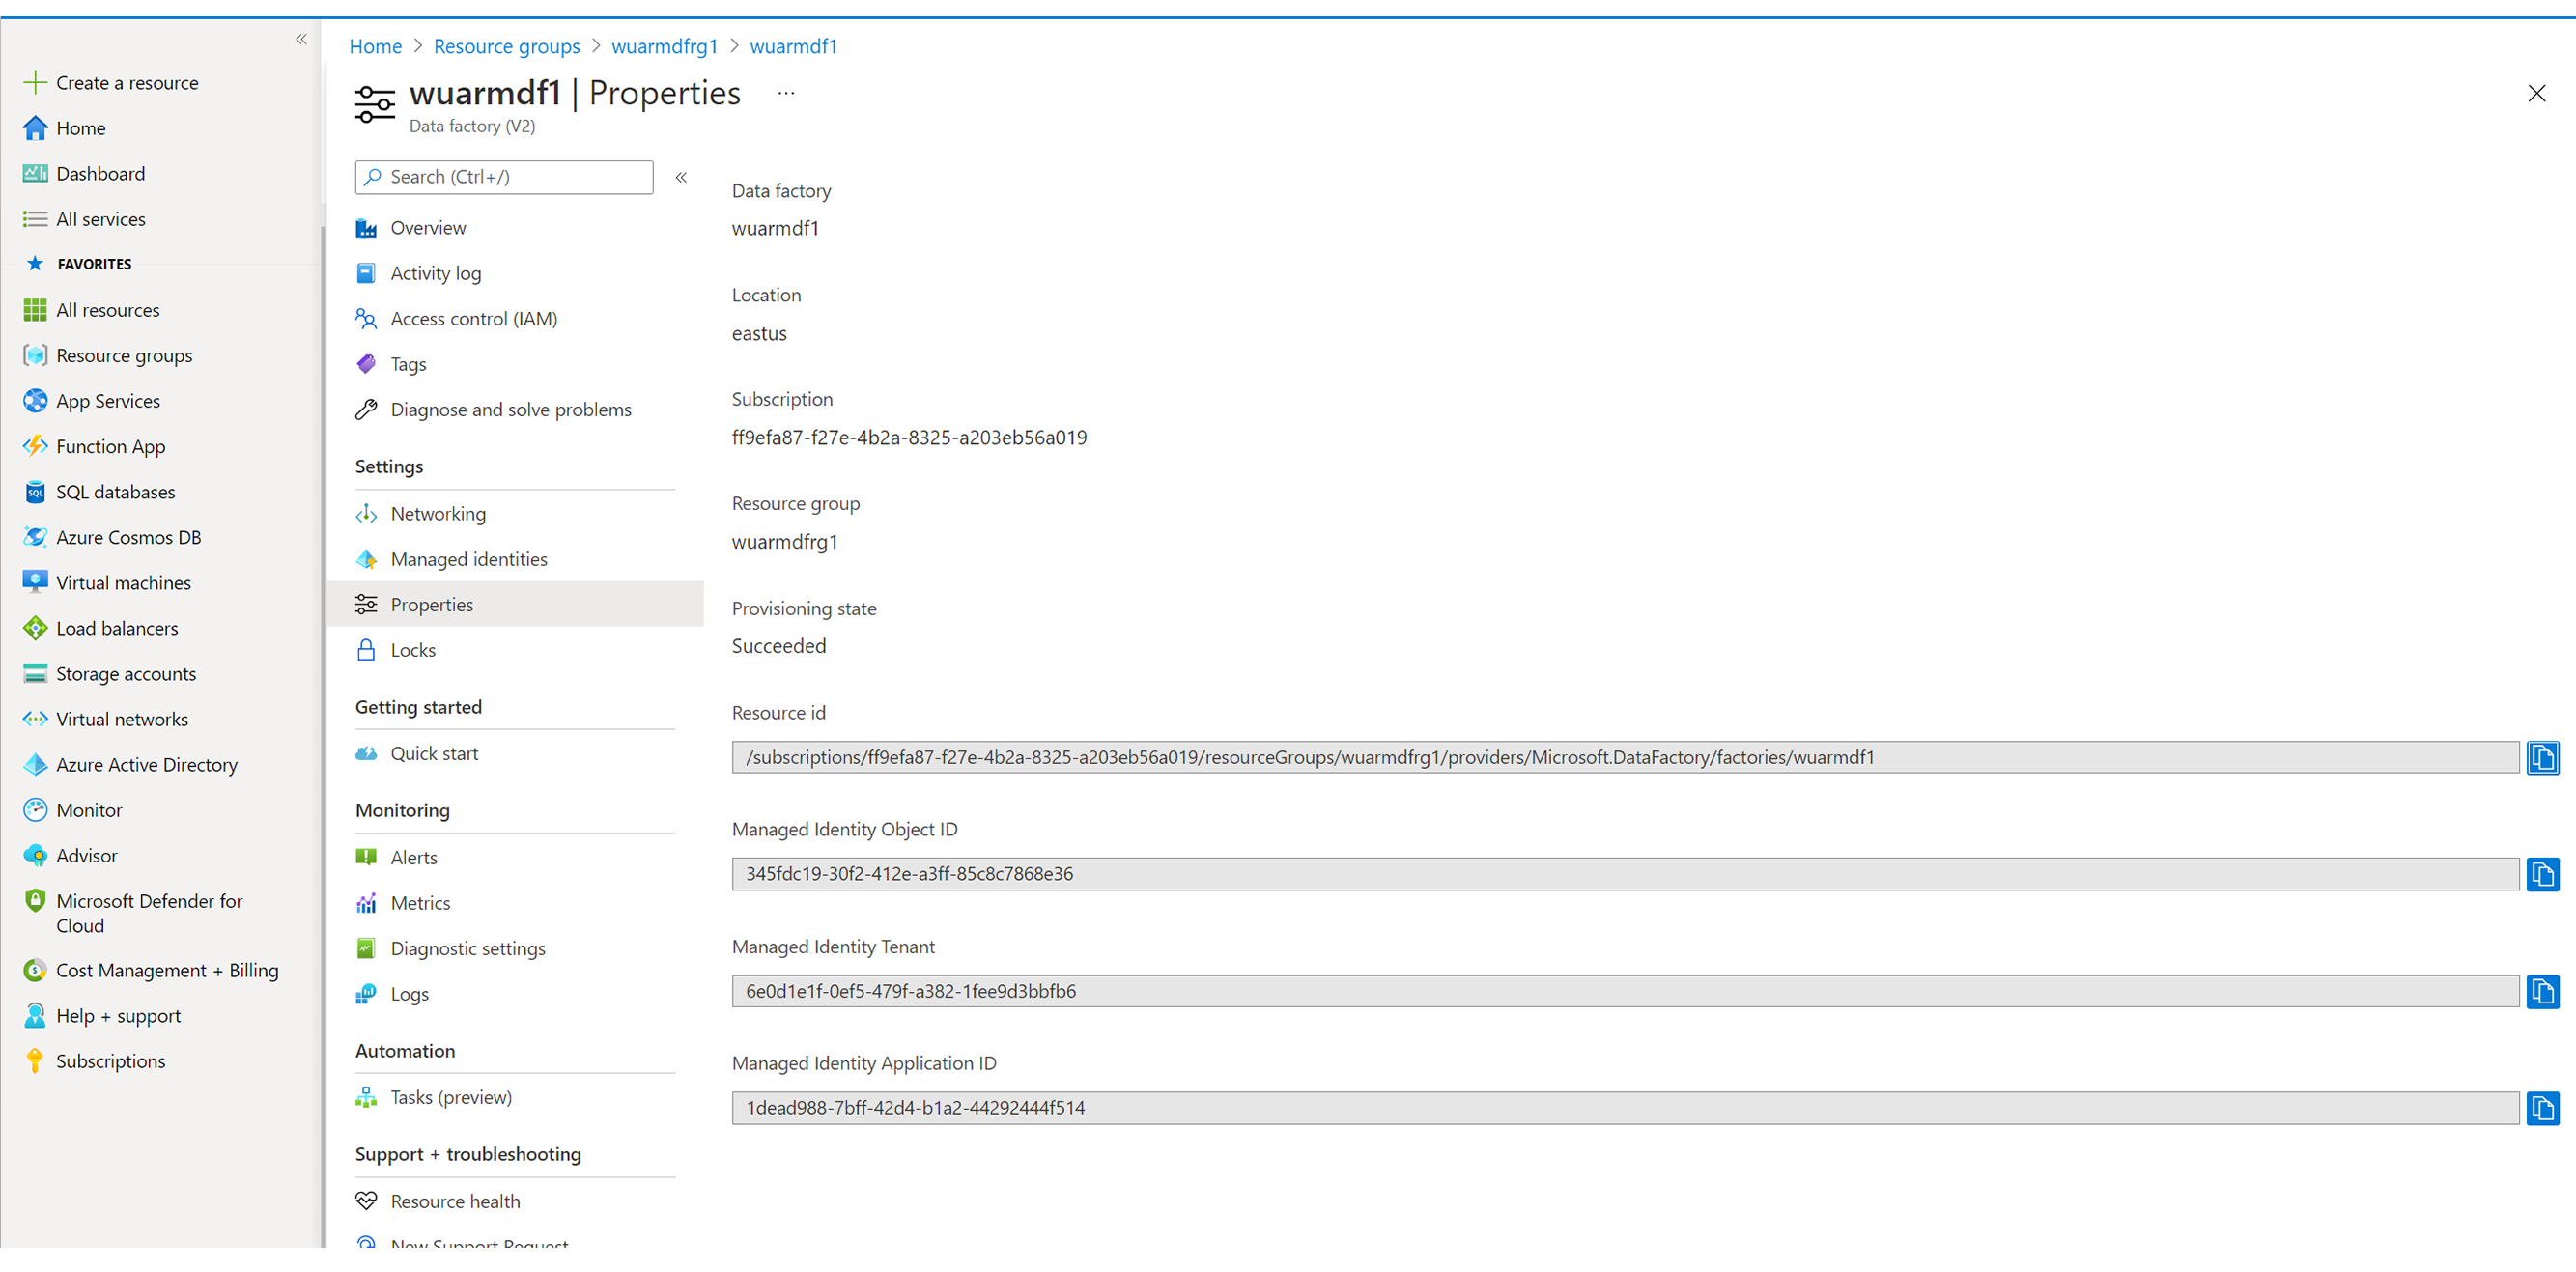 «
Create a resource
Home
Dashboard
All services
FAVORITES
All resources
Resource groups
App Services
Function App
SQL databases
Azure Cosmos DB
Virtual machines
Load balancers
Storage accounts
Virtual networks
Azure Active Directory
Monitor
Advisor
Microsoft Defender for
Cloud
Cost Management + Billing
Help + support
Subscriptions
Home > Resource groups > wuarmdfrg1 > wuarmdf1
wuarmdf1 | Properties ...
Data factory (V2)
Search (Ctrl+/) «
Overview
Activity log
Access control (IAM)
Tags
Diagnose and solve problems
Settings
Networking
Managed identities
Properties
Locks
Getting started
Quick start
Monitoring
Alerts
Metrics
Diagnostic settings
Logs
Automation
Tasks (preview)
Support + troubleshooting
Resource health
New Support Request
Data factory
wuarmdf1
Location
eastus
Subscription
ff9efa87-f27e-4b2a-8325-a203eb56a019
Resource group
wuarmdfrg1
Provisioning state
Succeeded
Resource id
/subscriptions/ff9efa87-f27e-4b2a-8325-a203eb56a019/resourceGroups/wuarmdfrg1/providers/Microsoft.DataFactory/factories/wuarmdf1
Managed Identity Object ID
345fdc19-30f2-412e-a3ff-85c8c7868e36
Managed Identity Tenant
6e0d1e1f-0ef5-479f-a382-1fee9d3bbfb6
Managed Identity Application ID
1dead988-7bff-42d4-b1a2-44292444f514